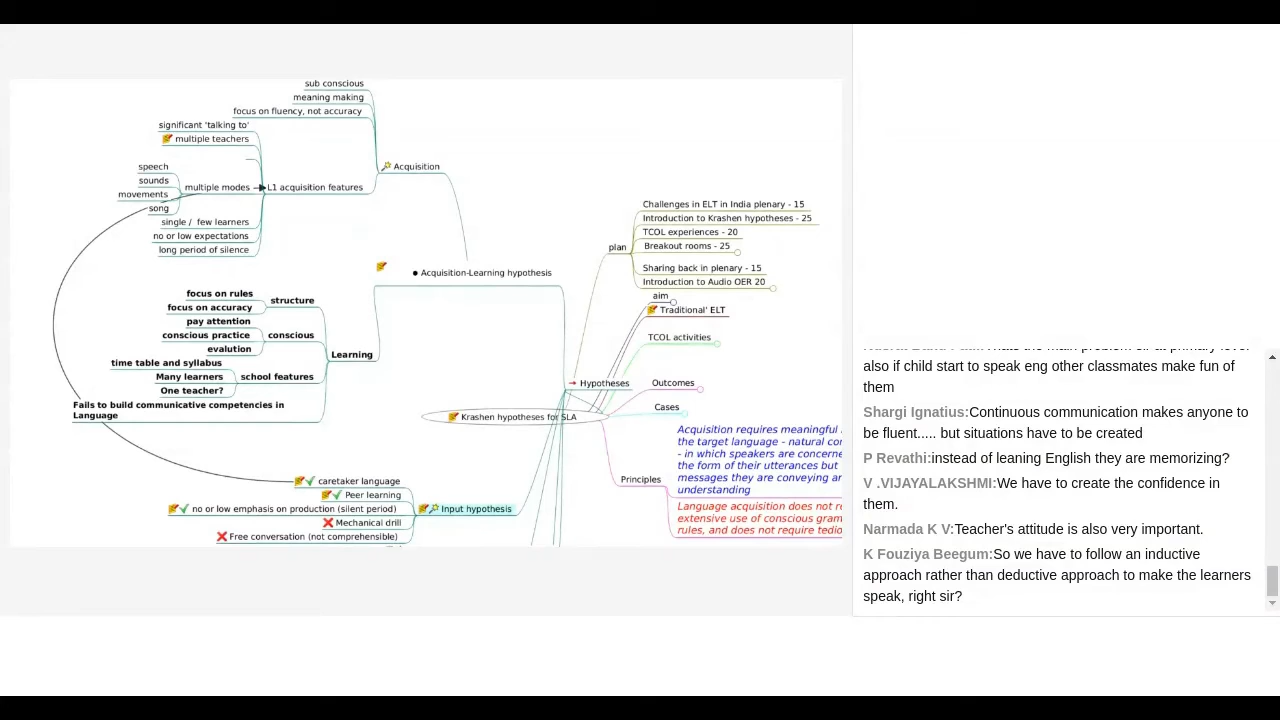 sub conscious
meaning making
focus on fluency, not accuracy
significant 'talking to'
multiple teachers
Acquisition
speech
sounds
multiple modes
L1 acquisition features
movements
song
single / few learners
no or low expectations
long period of silence
Acquisition-Learning hypothesis
focus on rules
structure
focus on accuracy
pay attention
conscious practice
conscious
evalution
Learning
time table and syllabus
Many learners
school features
One teacher?
Fails to build communicative competencies in
Language
Challenges in ELT in India plenary - 15
Introduction to Krashen hypotheses - 25
TCOL experiences - 20
plan
Breakout rooms - 25
Sharing back in plenary - 15
Introduction to Audio OER 20
aim
Traditional' ELT
TCOL activities
Hypotheses
Outcomes
Cases
Krashen hypotheses for SLA
Acquisition requires meaningful
the target language - natural
- in which speakers are
the form of their utterances but
messages they are conveying
understanding
Principles
Language acquisition does not
extensive use of conscious
rules, and does not require
caretaker language
Peer learning
no or low emphasis on production (silent period)
Input hypothesis
Mechanical drill
Free conversation (not comprehensible)
also if child start to speak eng other classmates make fun of
them
Shargi Ignatius:Continuous communication makes anyone to
be fluent..... but situations have to be created
P Revathi:instead of leaning English they are memorizing?
V .VIJAYALAKSHMI:We have to create the confidence in
them.
Narmada K V:Teacher's attitude is also very important.
K Fouziya Beegum:So we have to follow an inductive
approach rather than deductive approach to make the learners
speak, right sir?